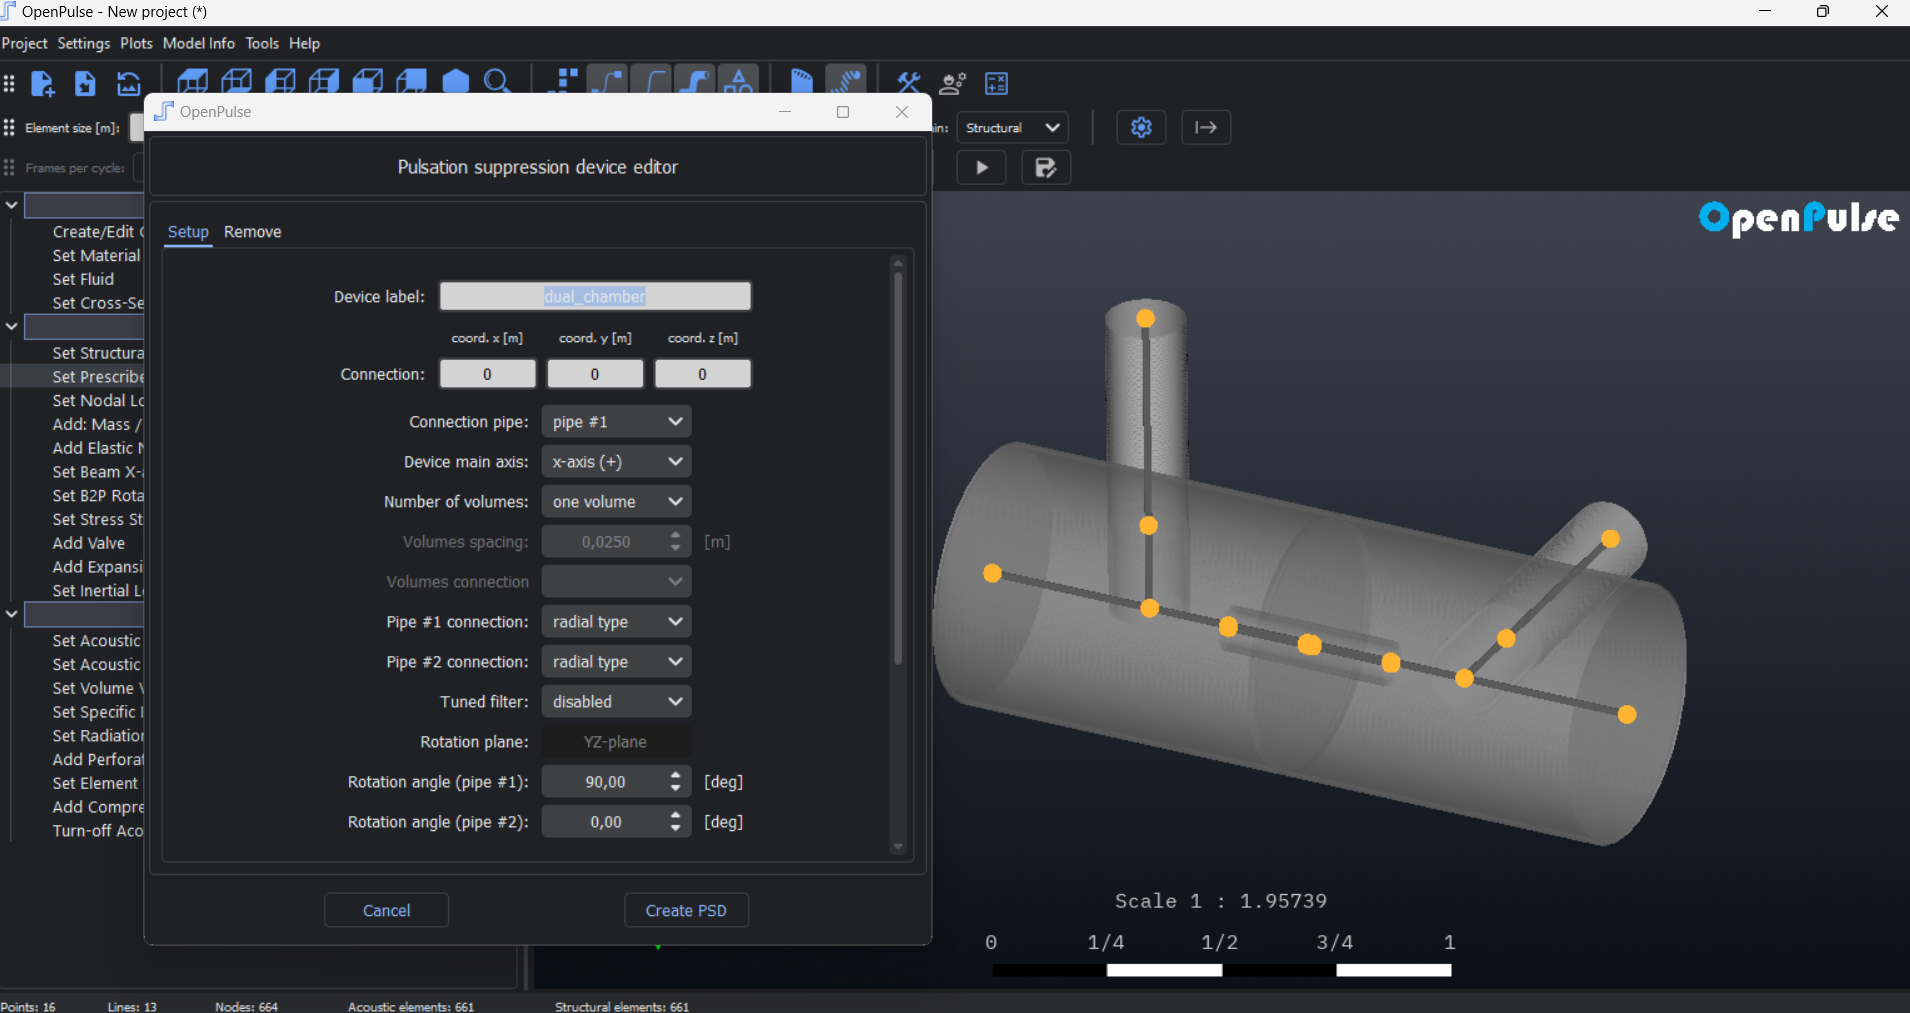 OpenPulse - New project (*)
Project Settings Plots Model Info Tools Help
Element size [m]:
in: Structural
Frames per cycle:
OpenPulse
Pulsation suppression device editor
Setup Remove
Device label: dual_chamber
coord. x [m] coord. y [m] coord. z [m]
Connection: 0 0 0
Connection pipe: pipe #1
Device main axis: x-axis (+)
Number of volumes: one volume
Volumes spacing: 0,0250 [m]
Volumes connection
Pipe #1 connection: radial type
Pipe #2 connection: radial type
Tuned filter: disabled
Rotation plane: YZ-plane
Rotation angle (pipe #1): 90,00 [deg]
Rotation angle (pipe #2): 0,00 [deg]
Cancel Create PSD
Create/Edit
Set Material
Set Fluid
Set Cross-Se
Set Structura
Set Prescribe
Set Nodal Lo
Add: Mass /
Add Elastic
Set Beam X-
Set B2P Rota
Set Stress St
Add Valve
Add Expansi
Set Inertial L
Set Acoustic
Set Acoustic
Set Volume
Set Specific
Set Radiation
Add Perforat
Set Element
Add Compre
Turn-off Aco
OpenPulse
Scale 1 : 1.95739
0 1/4 1/2 3/4 1
Points: 16 Lines: 13 Nodes: 664 Acoustic elements: 661 Structural elements: 661